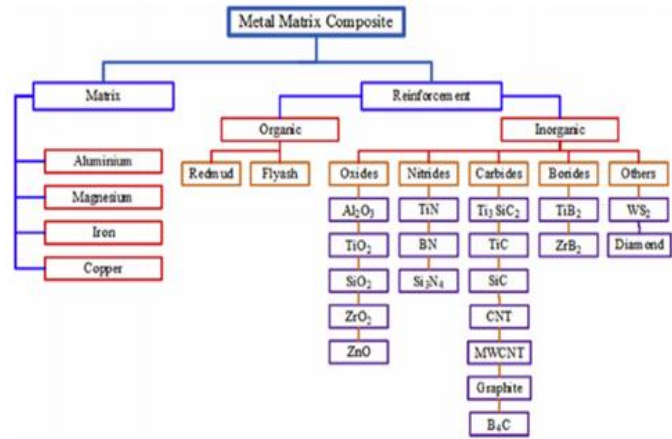 Metal Matrix Composite
Matrix
Reinforcement
Organic
Inorganic
Aluminium
Magnesium
Iron
Copper
Redmud
Flyash
Oxides
Nitrides
Carbides
Borides
Others
Al₂O₃
TiN
Ti₃SiC₂
TiB₂
WS₂
TiO₂
BN
TiC
ZrB₂
Diamond
SiO₂
Si₃N₄
SiC
ZrO₂
CNT
ZnO
MWCNT
Graphite
B₄C